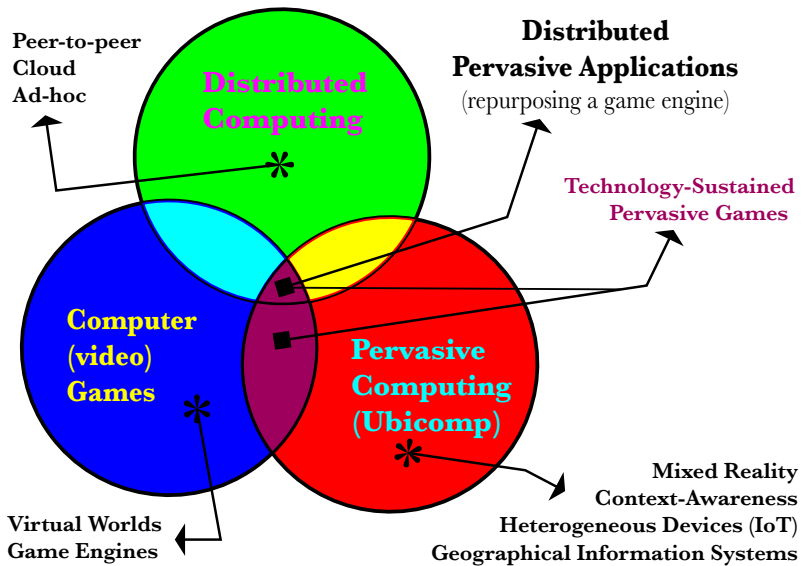 Peer-to-peer
Cloud
Ad-hoc
Distributed
Computing
Distributed
Pervasive Applications
(repurposing a game engine)
Technology-Sustained
Pervasive Games
Computer
(video)
Games
Pervasive
Computing
(Ubicomp)
Virtual Worlds
Game Engines
Mixed Reality
Context-Awareness
Heterogeneous Devices (IoT)
Geographical Information Systems